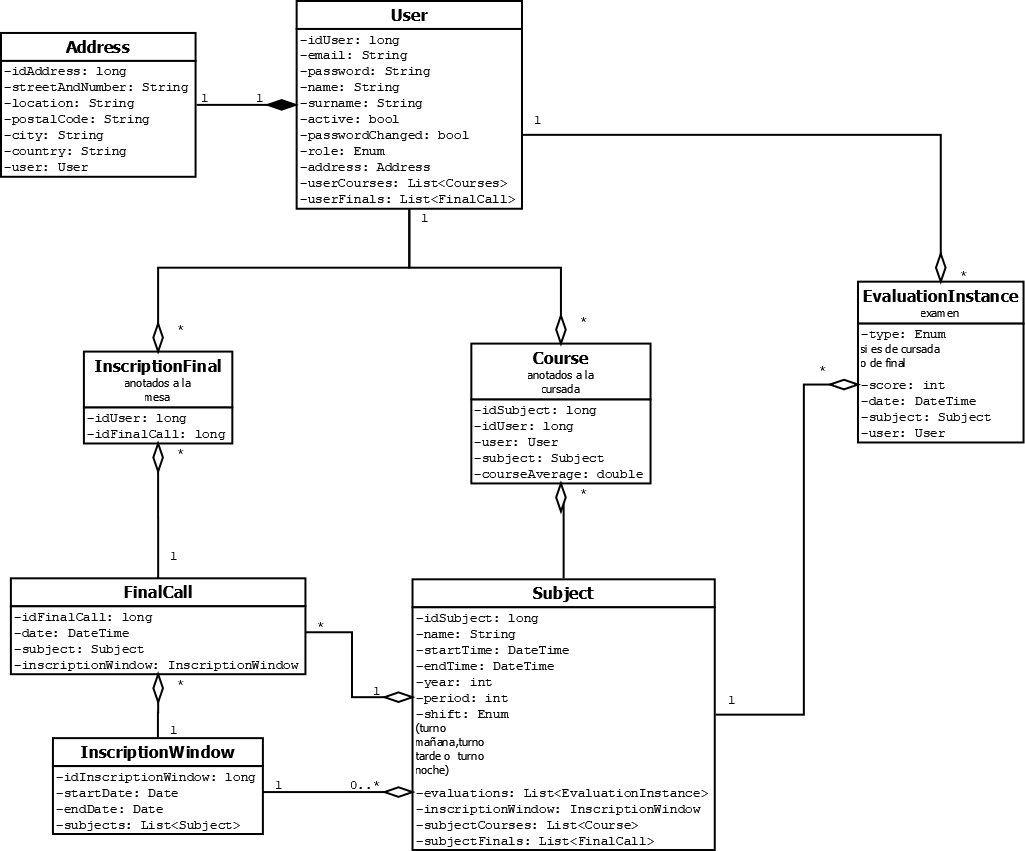 User
-idUser: long
-email: String
-password: String
-name: String
-surname: String
-active: bool
-passwordChanged: bool
-role: Enum
-address: Address
-userCourses: List<Courses>
-userFinals: List<FinalCall>
Address
-idAddress: long
-streetAndNumber: String
-location: String
-postalCode: String
-city: String
-country: String
-user: User
1
1
1
1
*
*
*
InscriptionFinal
anotados a la
mesa
-idUser: long
-idFinalCall: long
*
1
Course
anotados a la
cursada
-idSubject: long
-idUser: long
-user: User
-subject: Subject
-courseAverage: double
*
EvaluationInstance
examen
-type: Enum
si es de cursada
o de final
-score: int
-date: DateTime
-subject: Subject
-user: User
*
1
FinalCall
-idFinalCall: long
-date: DateTime
-subject: Subject
-inscriptionWindow: InscriptionWindow
*
1
*
1
InscriptionWindow
-idInscriptionWindow: long
-startDate: Date
-endDate: Date
-subjects: List<Subject>
1
0..*
Subject
-idSubject: long
-name: String
-startTime: DateTime
-endTime: DateTime
-year: int
-period: int
-shift: Enum
(turno
mañana,turno
tarde o turno
noche)
-evaluations: List<EvaluationInstance>
-inscriptionWindow: InscriptionWindow
-subjectCourses: List<Course>
-subjectFinals: List<FinalCall>